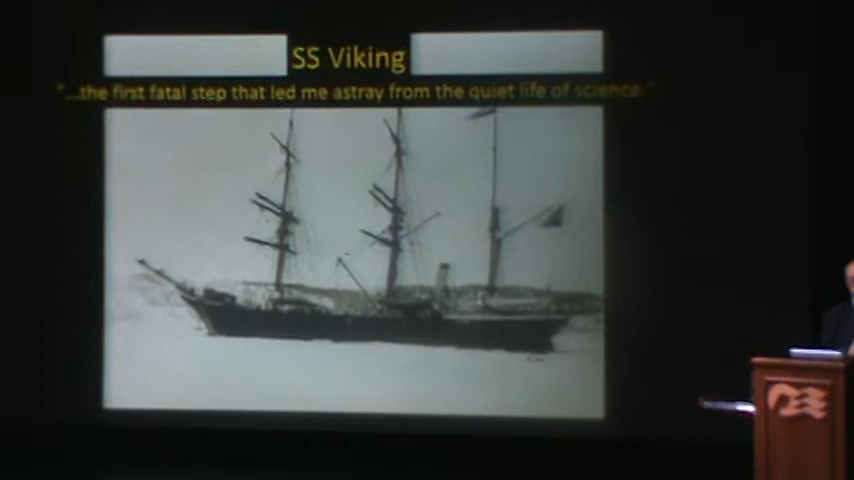 SS Viking
"...the first fatal step that led me astray from the quiet life of science."